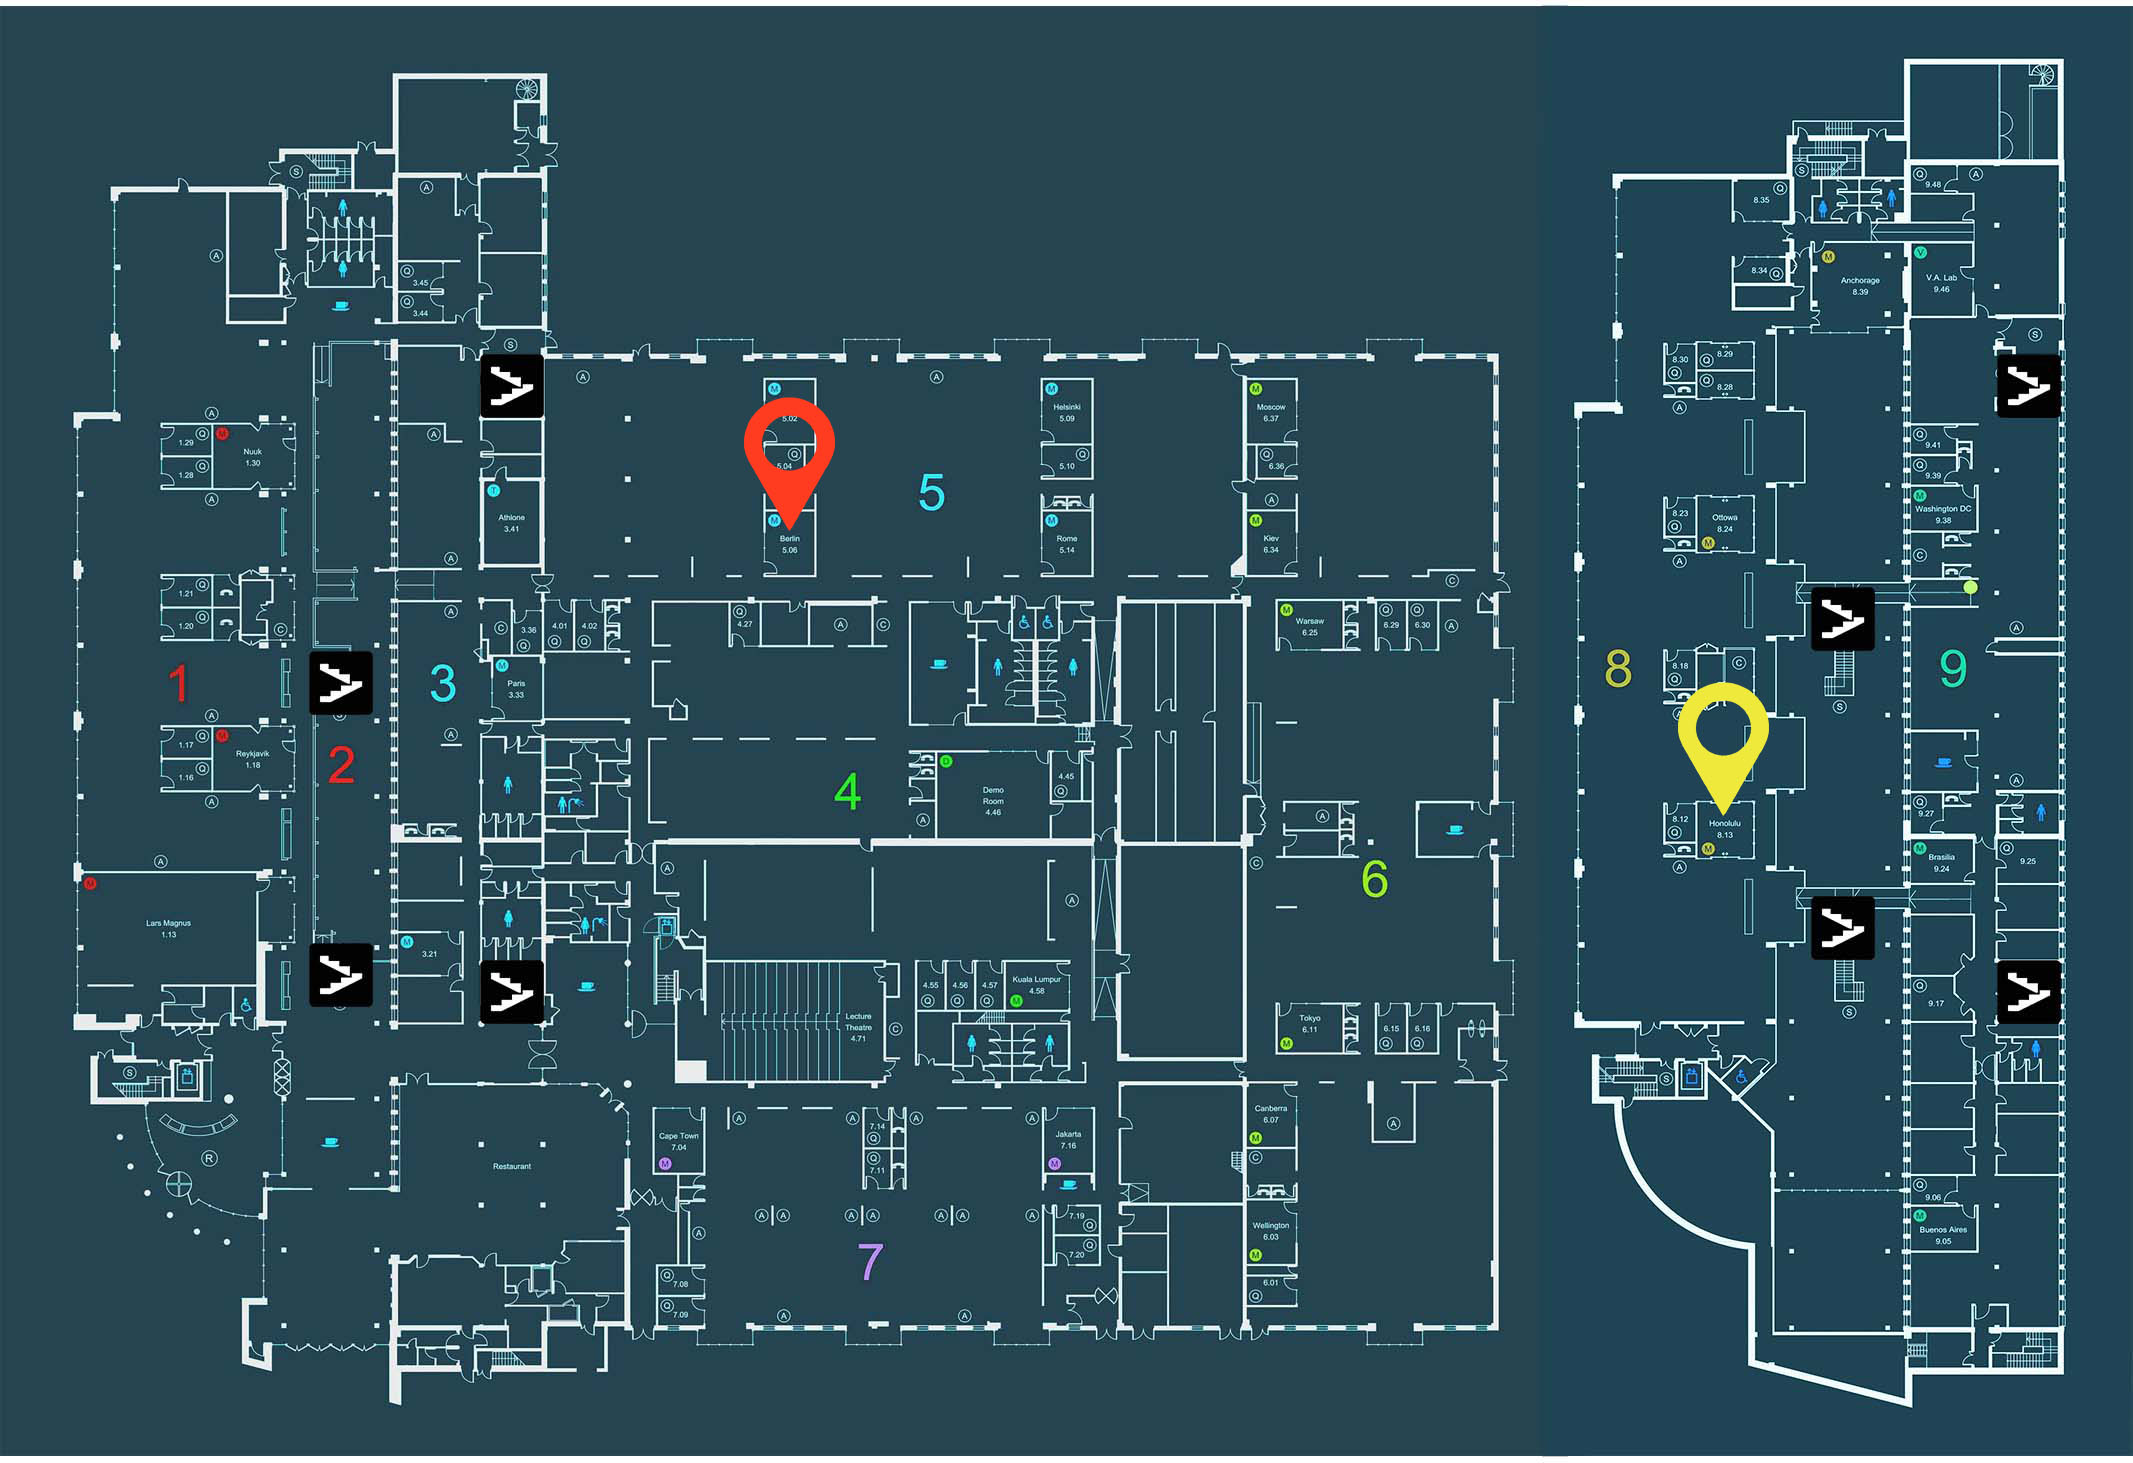 S
A
A
Q
3.45
Q
3.44
S
A
1.29
Q
M
Nuuk
1.30
1.28
Q
A
1.21
Q
1.20
Q
C
1
A
1.17
Q
M
Reykjavik
1.18
1.16
Q
A
A
M
Lars Magnus
1.13
S
R
2
A
T
Athlone
3.41
A
A
C
3.36
Q
M
Paris
3.33
3
A
M
3.21
4.01
Q
4.02
Q
Restaurant
A
M
5.02
Q
5.04
M
Berlin
5.06
A
5
M
Helsinki
5.09
Q
5.10
M
Rome
5.14
M
Moscow
6.37
Q
6.36
A
M
Kiev
6.34
C
Q
4.27
A
C
4
D
Demo
Room
4.46
4.45
Q
A
A
A
Lecture
Theatre
4.71
C
4.55
Q
4.56
Q
4.57
Q
Kuala Lumpur
4.58
M
M
Warsaw
6.25
Q
6.29
Q
6.30
A
A
C
6
Tokyo
6.11
M
6.15
Q
6.16
Q
Canberra
6.07
M
C
Wellington
6.03
M
6.01
Q
A
Cape Town
7.04
M
A
A
7.14
Q
Q
7.11
A
A
Jakarta
7.16
M
A
A
A
A
A
A
A
A
7.19
Q
Q
7.20
7
Q
7.08
Q
7.09
A
A
S
Q
8.35
8.34
Q
M
Anchorage
8.39
Q
9.48
A
V
V.A. Lab
9.46
S
8.30
Q
8.29
Q
Q
8.28
A
8.23
Q
Ottowa
8.24
M
A
8
8.18
Q
C
A
8.12
Q
Honolulu
8.13
M
A
S
S
S
Q
9.41
Q
9.39
M
Washington DC
9.38
C
A
9
A
Q
9.27
M
Brasilia
9.24
Q
9.25
Q
9.17
Q
9.06
M
Buenos Aires
9.05